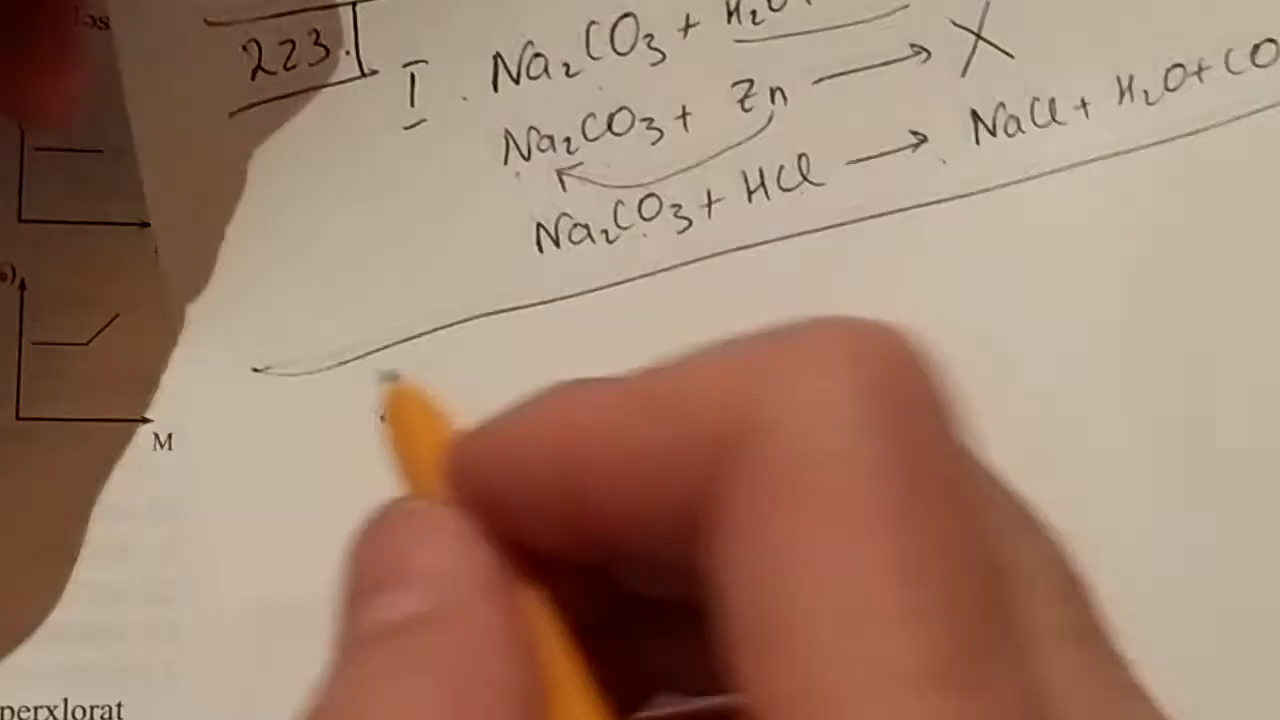 223.
I. Na₂CO₃ + H₂O
Na₂CO₃ + Zn → X
Na₂CO₃ + HCl → NaCl + H₂O + CO
M
perxlorat